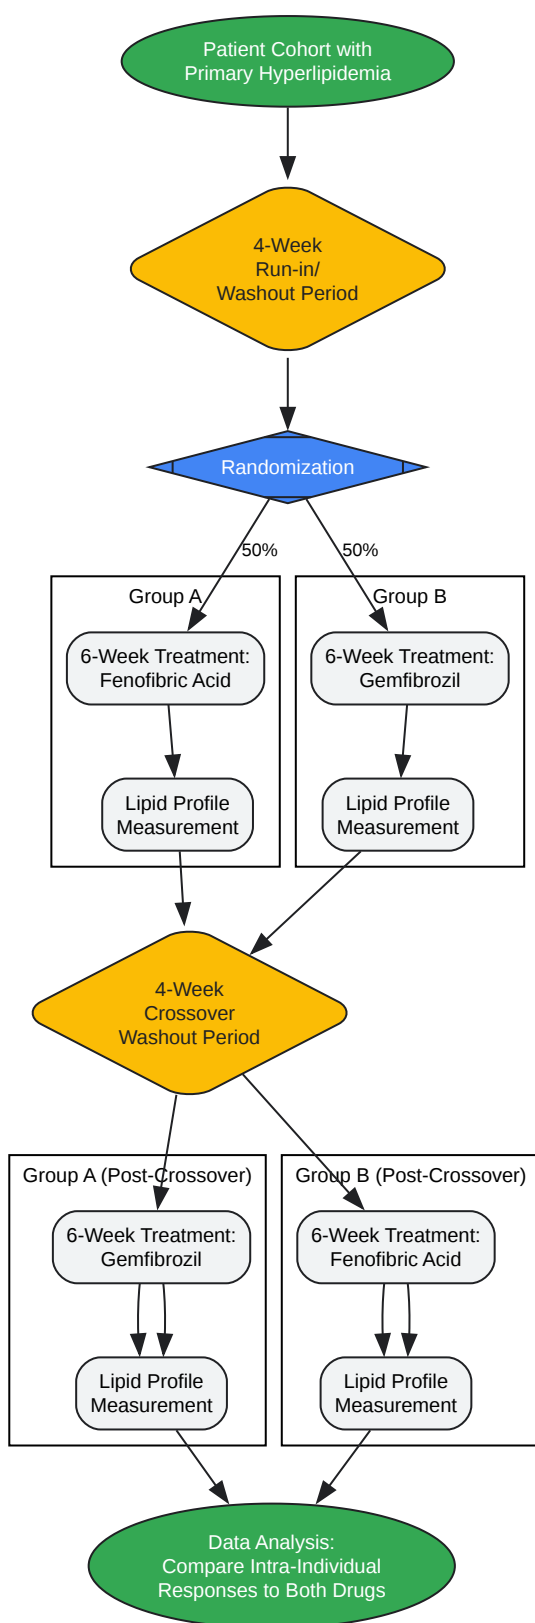 Patient Cohort with
Primary Hyperlipidemia
4-Week
Run-in/
Washout Period
Randomization
50%
50%
Group A
6-Week Treatment:
Fenofibric Acid
Lipid Profile
Measurement
Group B
6-Week Treatment:
Gemfibrozil
Lipid Profile
Measurement
4-Week
Crossover
Washout Period
Group A (Post-Crossover)
6-Week Treatment:
Gemfibrozil
Lipid Profile
Measurement
Group B (Post-Crossover)
6-Week Treatment:
Fenofibric Acid
Lipid Profile
Measurement
Data Analysis:
Compare Intra-Individual
Responses to Both Drugs